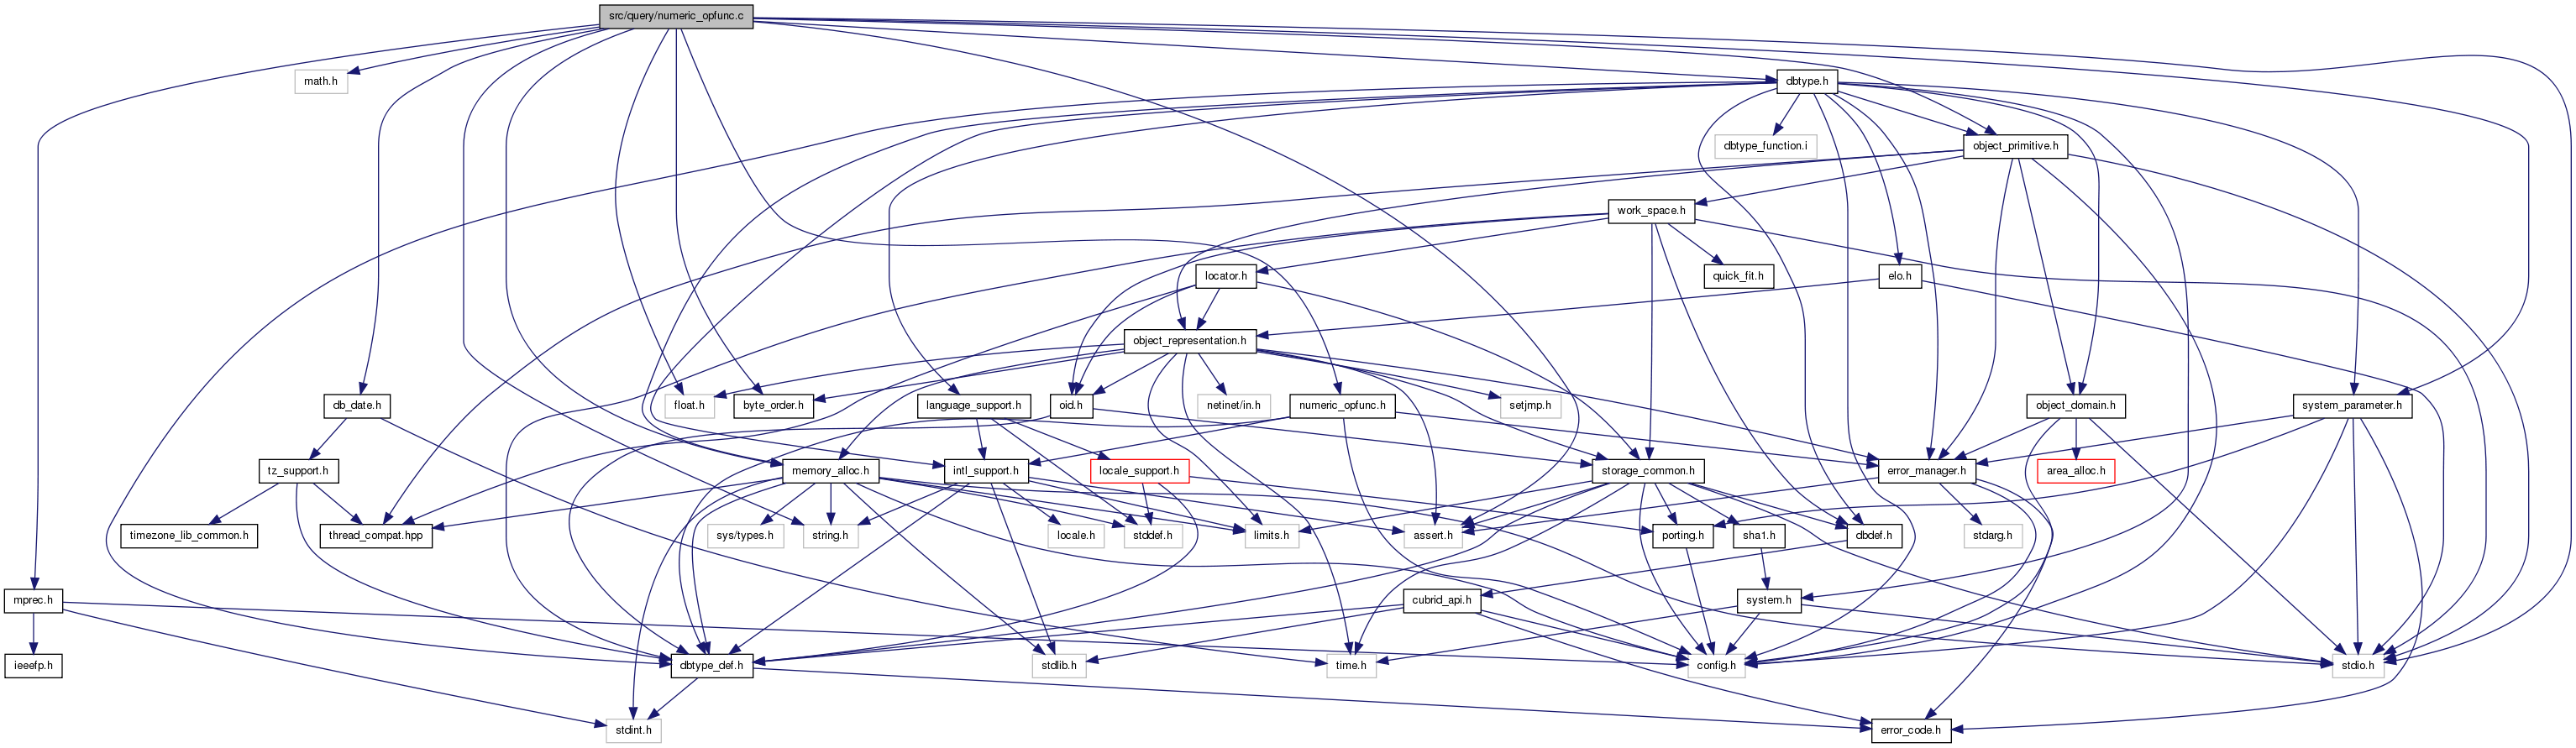 src/query/numeric_opfunc.c
math.h
dbtype.h
dbtype_function.i
object_primitive.h
work_space.h
locator.h
quick_fit.h
elo.h
object_representation.h
db_date.h
float.h
byte_order.h
language_support.h
oid.h
netinet/in.h
numeric_opfunc.h
setjmp.h
object_domain.h
system_parameter.h
tz_support.h
memory_alloc.h
intl_support.h
locale_support.h
storage_common.h
error_manager.h
area_alloc.h
timezone_lib_common.h
thread_compat.hpp
sys/types.h
string.h
locale.h
stddef.h
limits.h
assert.h
porting.h
sha1.h
dbdef.h
stdarg.h
mprec.h
cubrid_api.h
system.h
ieeefp.h
dbtype_def.h
stdlib.h
time.h
config.h
stdio.h
stdint.h
error_code.h